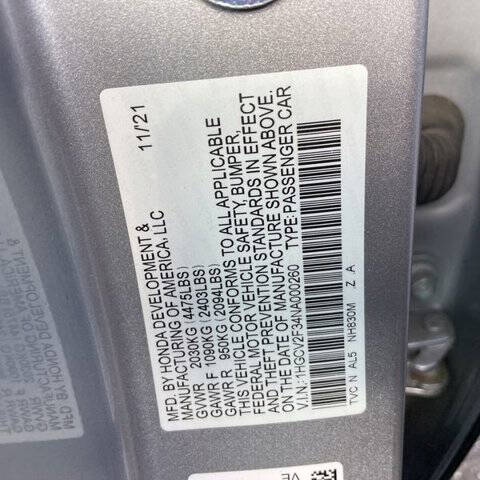 11/21
MFD. BY HONDA DEVELOPMENT &
MANUFACTURING OF AMERICA, LLC
GVWR 2030KG (4475LBS)
GAWR F 1090KG (2403LBS)
GAWR R 950KG (2094LBS)
THIS VEHICLE CONFORMS TO ALL APPLICABLE
FEDERAL MOTOR VEHICLE SAFETY, BUMPER,
AND THEFT PREVENTION STANDARDS IN EFFECT
ON THE DATE OF MANUFACTURE SHOWN ABOVE.
V.I.N.: 1HGCV2F34NA000260 TYPE: PASSENGER CAR
TVC N AL5 NH830M Z A
VE